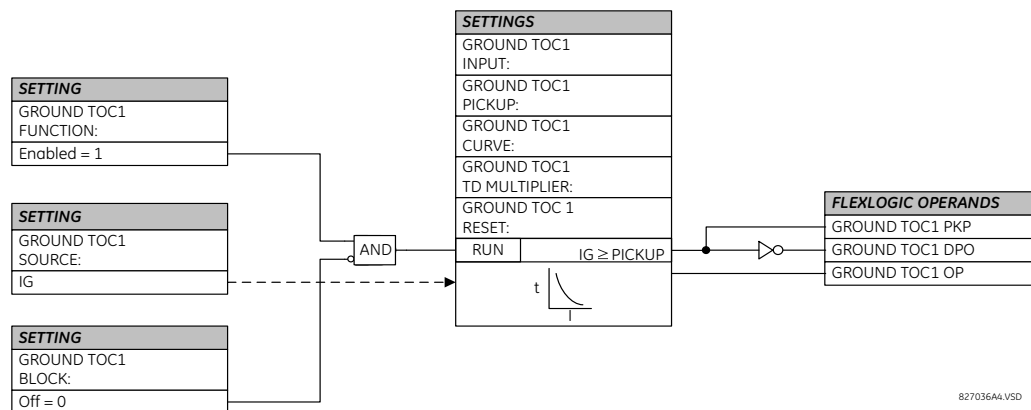 SETTING
GROUND TOC1
FUNCTION:
Enabled = 1
SETTING
GROUND TOC1
SOURCE:
IG
SETTING
GROUND TOC1
BLOCK:
Off = 0
AND
SETTINGS
GROUND TOC1
INPUT:
GROUND TOC1
PICKUP:
GROUND TOC1
CURVE:
GROUND TOC1
TD MULTIPLIER:
GROUND TOC 1
RESET:
RUN
IG ≥ PICKUP
t
I
FLEXLOGIC OPERANDS
GROUND TOC1 PKP
GROUND TOC1 DPO
GROUND TOC1 OP
827036A4.VSD